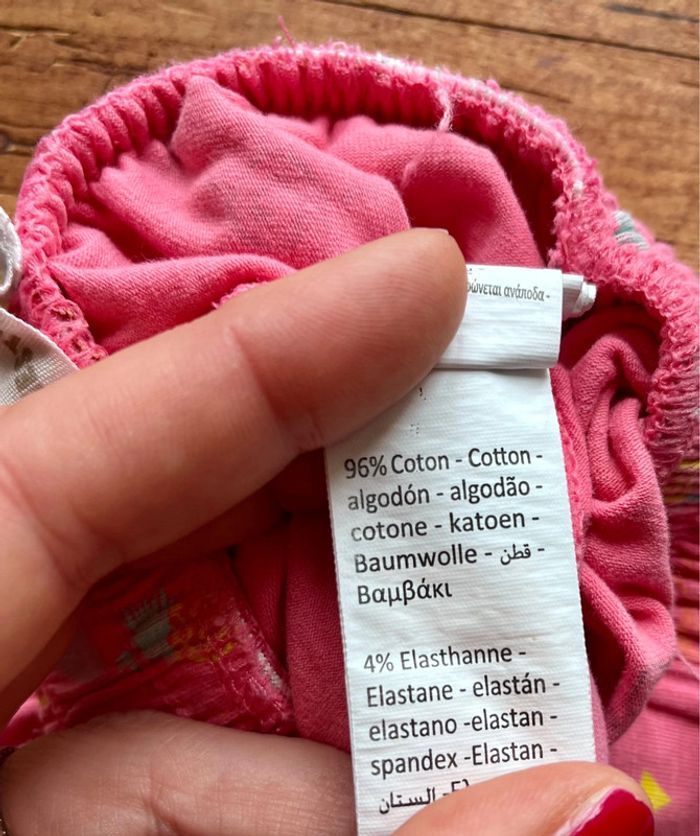 ώνεται ανάποδα -
96% Coton - Cotton -
algodón - algodão -
cotone - katoen -
Baumwolle - قطن -
Βαμβάκι
4% Elasthanne -
Elastane - elastán -
elastano -elastan -
spandex -Elastan -
الستان